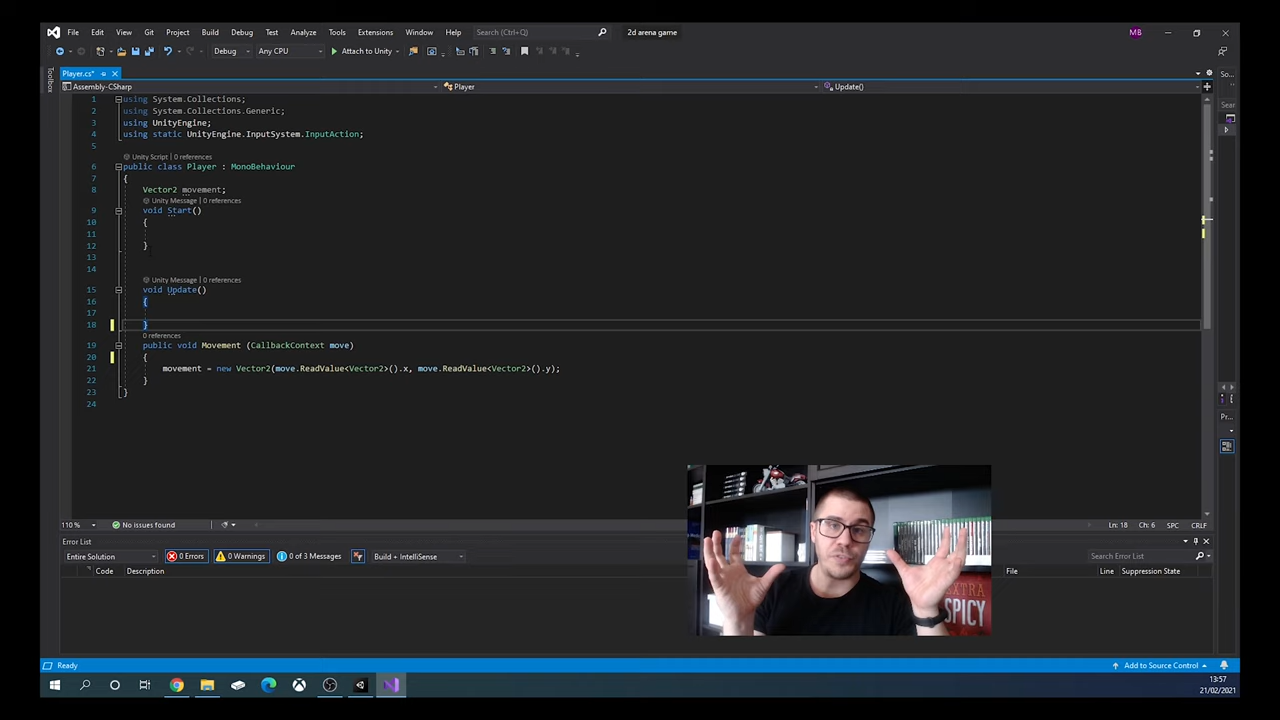 File Edit View Git Project Build Debug Test Analyze Tools Extensions Window Help Search (Ctrl+Q) 2d arena game MB
Debug Any CPU Attach to Unity
Toolbox
Player.cs*
Assembly-CSharp Player Update()
So...
Sear
1 using System.Collections;
2 using System.Collections.Generic;
3 using UnityEngine;
4 using static UnityEngine.InputSystem.InputAction;
5
Unity Script | 0 references
6 public class Player : MonoBehaviour
7 {
8 Vector2 movement;
Unity Message | 0 references
9 void Start()
10 {
11
12 }
13
14
Unity Message | 0 references
15 void Update()
16 {
17
18 }
0 references
19 public void Movement (CallbackContext move)
20 {
21 movement = new Vector2(move.ReadValue<Vector2>().x, move.ReadValue<Vector2>().y);
22 }
23 }
24
Pr...
EXTRA
SPICY
110 % No issues found Ln: 18 Ch: 6 SPC CRLF
Error List
Entire Solution 0 Errors 0 Warnings 0 of 3 Messages Build + IntelliSense Search Error List
Code Description File Line Suppression State
Ready Add to Source Control
13:57
21/02/2021